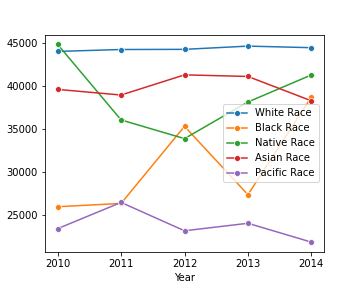 45000
40000
35000
30000
25000
White Race
Black Race
Native Race
Asian Race
Pacific Race
2010 2011 2012 2013 2014
Year